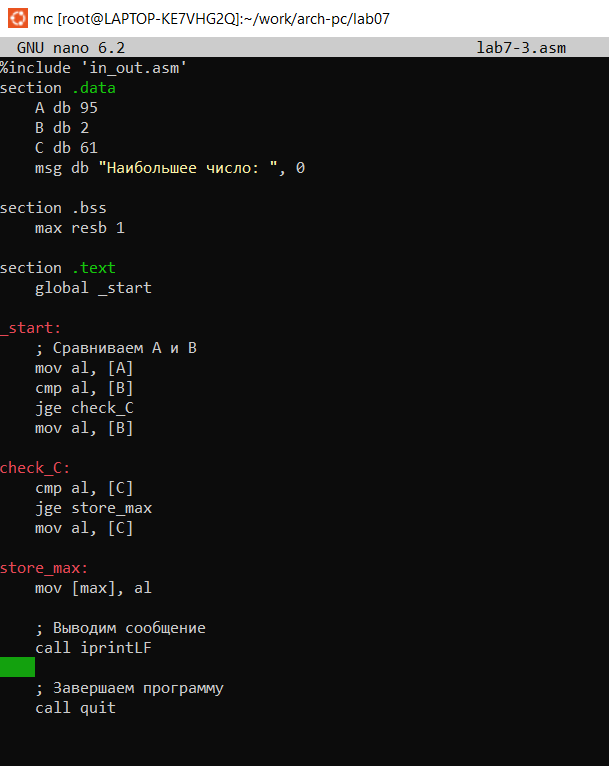 mc [root@LAPTOP-KE7VHG2Q]:~/work/arch-pc/lab07
GNU nano 6.2 lab7-3.asm
%include 'in_out.asm'
section .data
A db 95
B db 2
C db 61
msg db "Наибольшее число: ", 0
section .bss
max resb 1
section .text
global _start
_start:
; Сравниваем A и B
mov al, [A]
cmp al, [B]
jge check_C
mov al, [B]
check_C:
cmp al, [C]
jge store_max
mov al, [C]
store_max:
mov [max], al
; Выводим сообщение
call iprintLF
; Завершаем программу
call quit